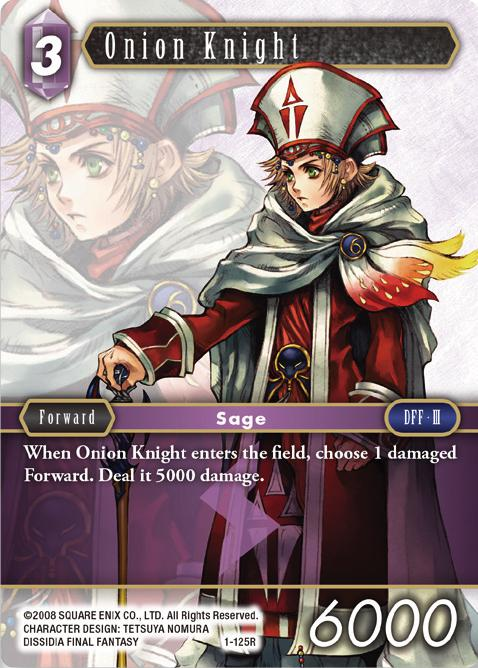 3
Onion Knight
Forward
Sage
DFF · III
When Onion Knight enters the field, choose 1 damaged
Forward. Deal it 5000 damage.
©2008 SQUARE ENIX CO., LTD. All Rights Reserved.
CHARACTER DESIGN: TETSUYA NOMURA
DISSIDIA FINAL FANTASY
1-125R
6000